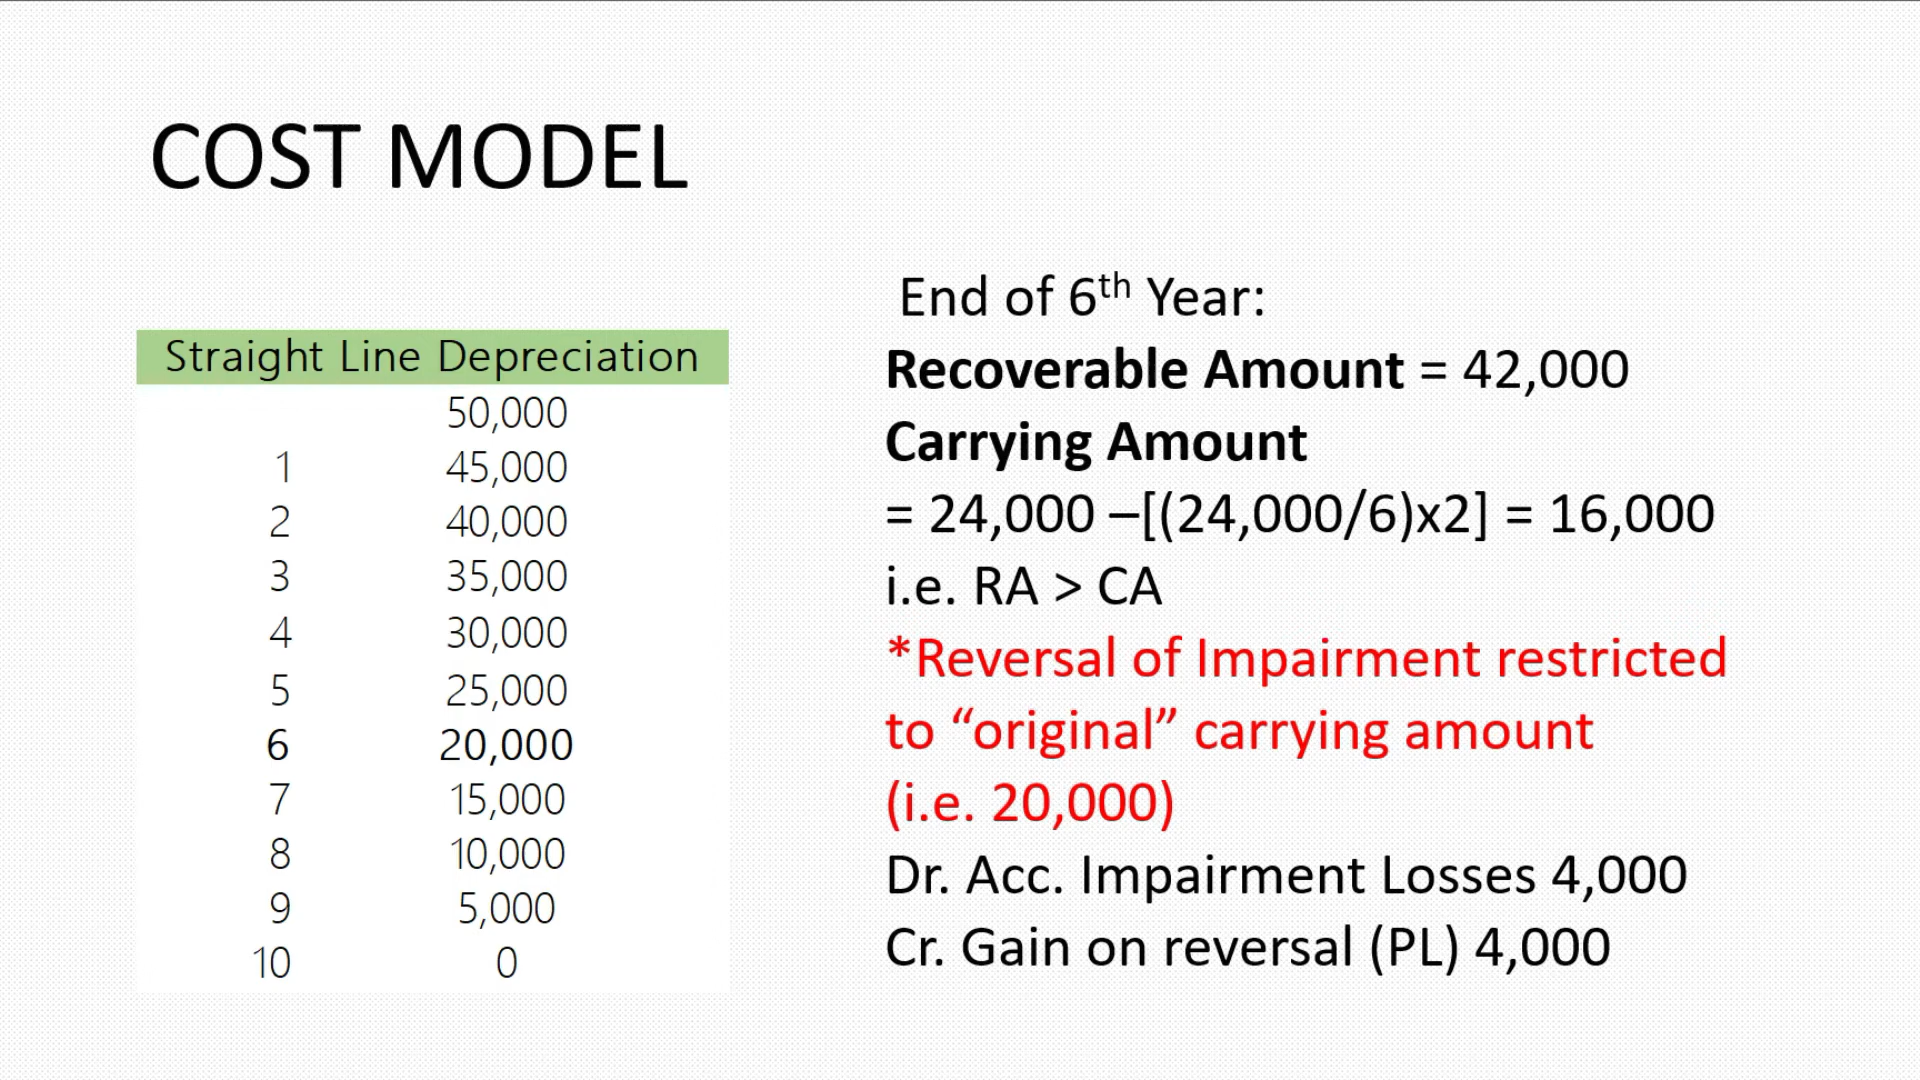 COST MODEL
Straight Line Depreciation
50,000
1 45,000
2 40,000
3 35,000
4 30,000
5 25,000
6 20,000
7 15,000
8 10,000
9 5,000
10 0
End of 6th Year:
Recoverable Amount = 42,000
Carrying Amount
= 24,000 –[(24,000/6)x2] = 16,000
i.e. RA > CA
*Reversal of Impairment restricted
to “original” carrying amount
(i.e. 20,000)
Dr. Acc. Impairment Losses 4,000
Cr. Gain on reversal (PL) 4,000